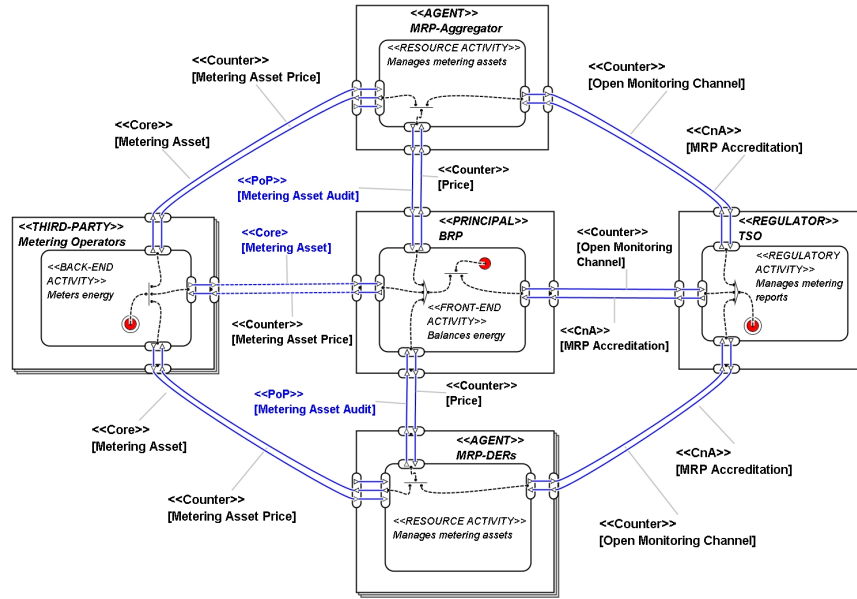 <<AGENT>>
MRP-Aggregator
<<RESOURCE ACTIVITY>>
Manages metering assets
<<Counter>>
[Metering Asset Price]
<<Counter>>
[Open Monitoring Channel]
<<Core>>
[Metering Asset]
<<CnA>>
[MRP Accreditation]
<<PoP>>
[Metering Asset Audit]
<<Counter>>
[Price]
<<THIRD-PARTY>>
Metering Operators
<<BACK-END
ACTIVITY>>
Meters energy
<<Core>
[Metering Asset]
<<Counter>>
[Metering Asset Price]
<<PRINCIPAL>>
BRP
<<FRONT-END
ACTIVITY>>
Balances energy
<<Counter>>
[Open Monitoring
Channel]
<<CnA>>
[MRP Accreditation]
<<REGULATOR>>
TSO
<<REGULATORY
ACTIVITY>>
Manages metering
reports
<<PoP>>
[Metering Asset Audit]
<<Counter>>
[Price]
<<Core>>
[Metering Asset]
<<Counter>>
[Metering Asset Price]
<<AGENT>>
MRP-DERs
<<RESOURCE ACTIVITY>>
Manages metering assets
<<CnA>>
[MRP Accreditation]
<<Counter>>
[Open Monitoring Channel]